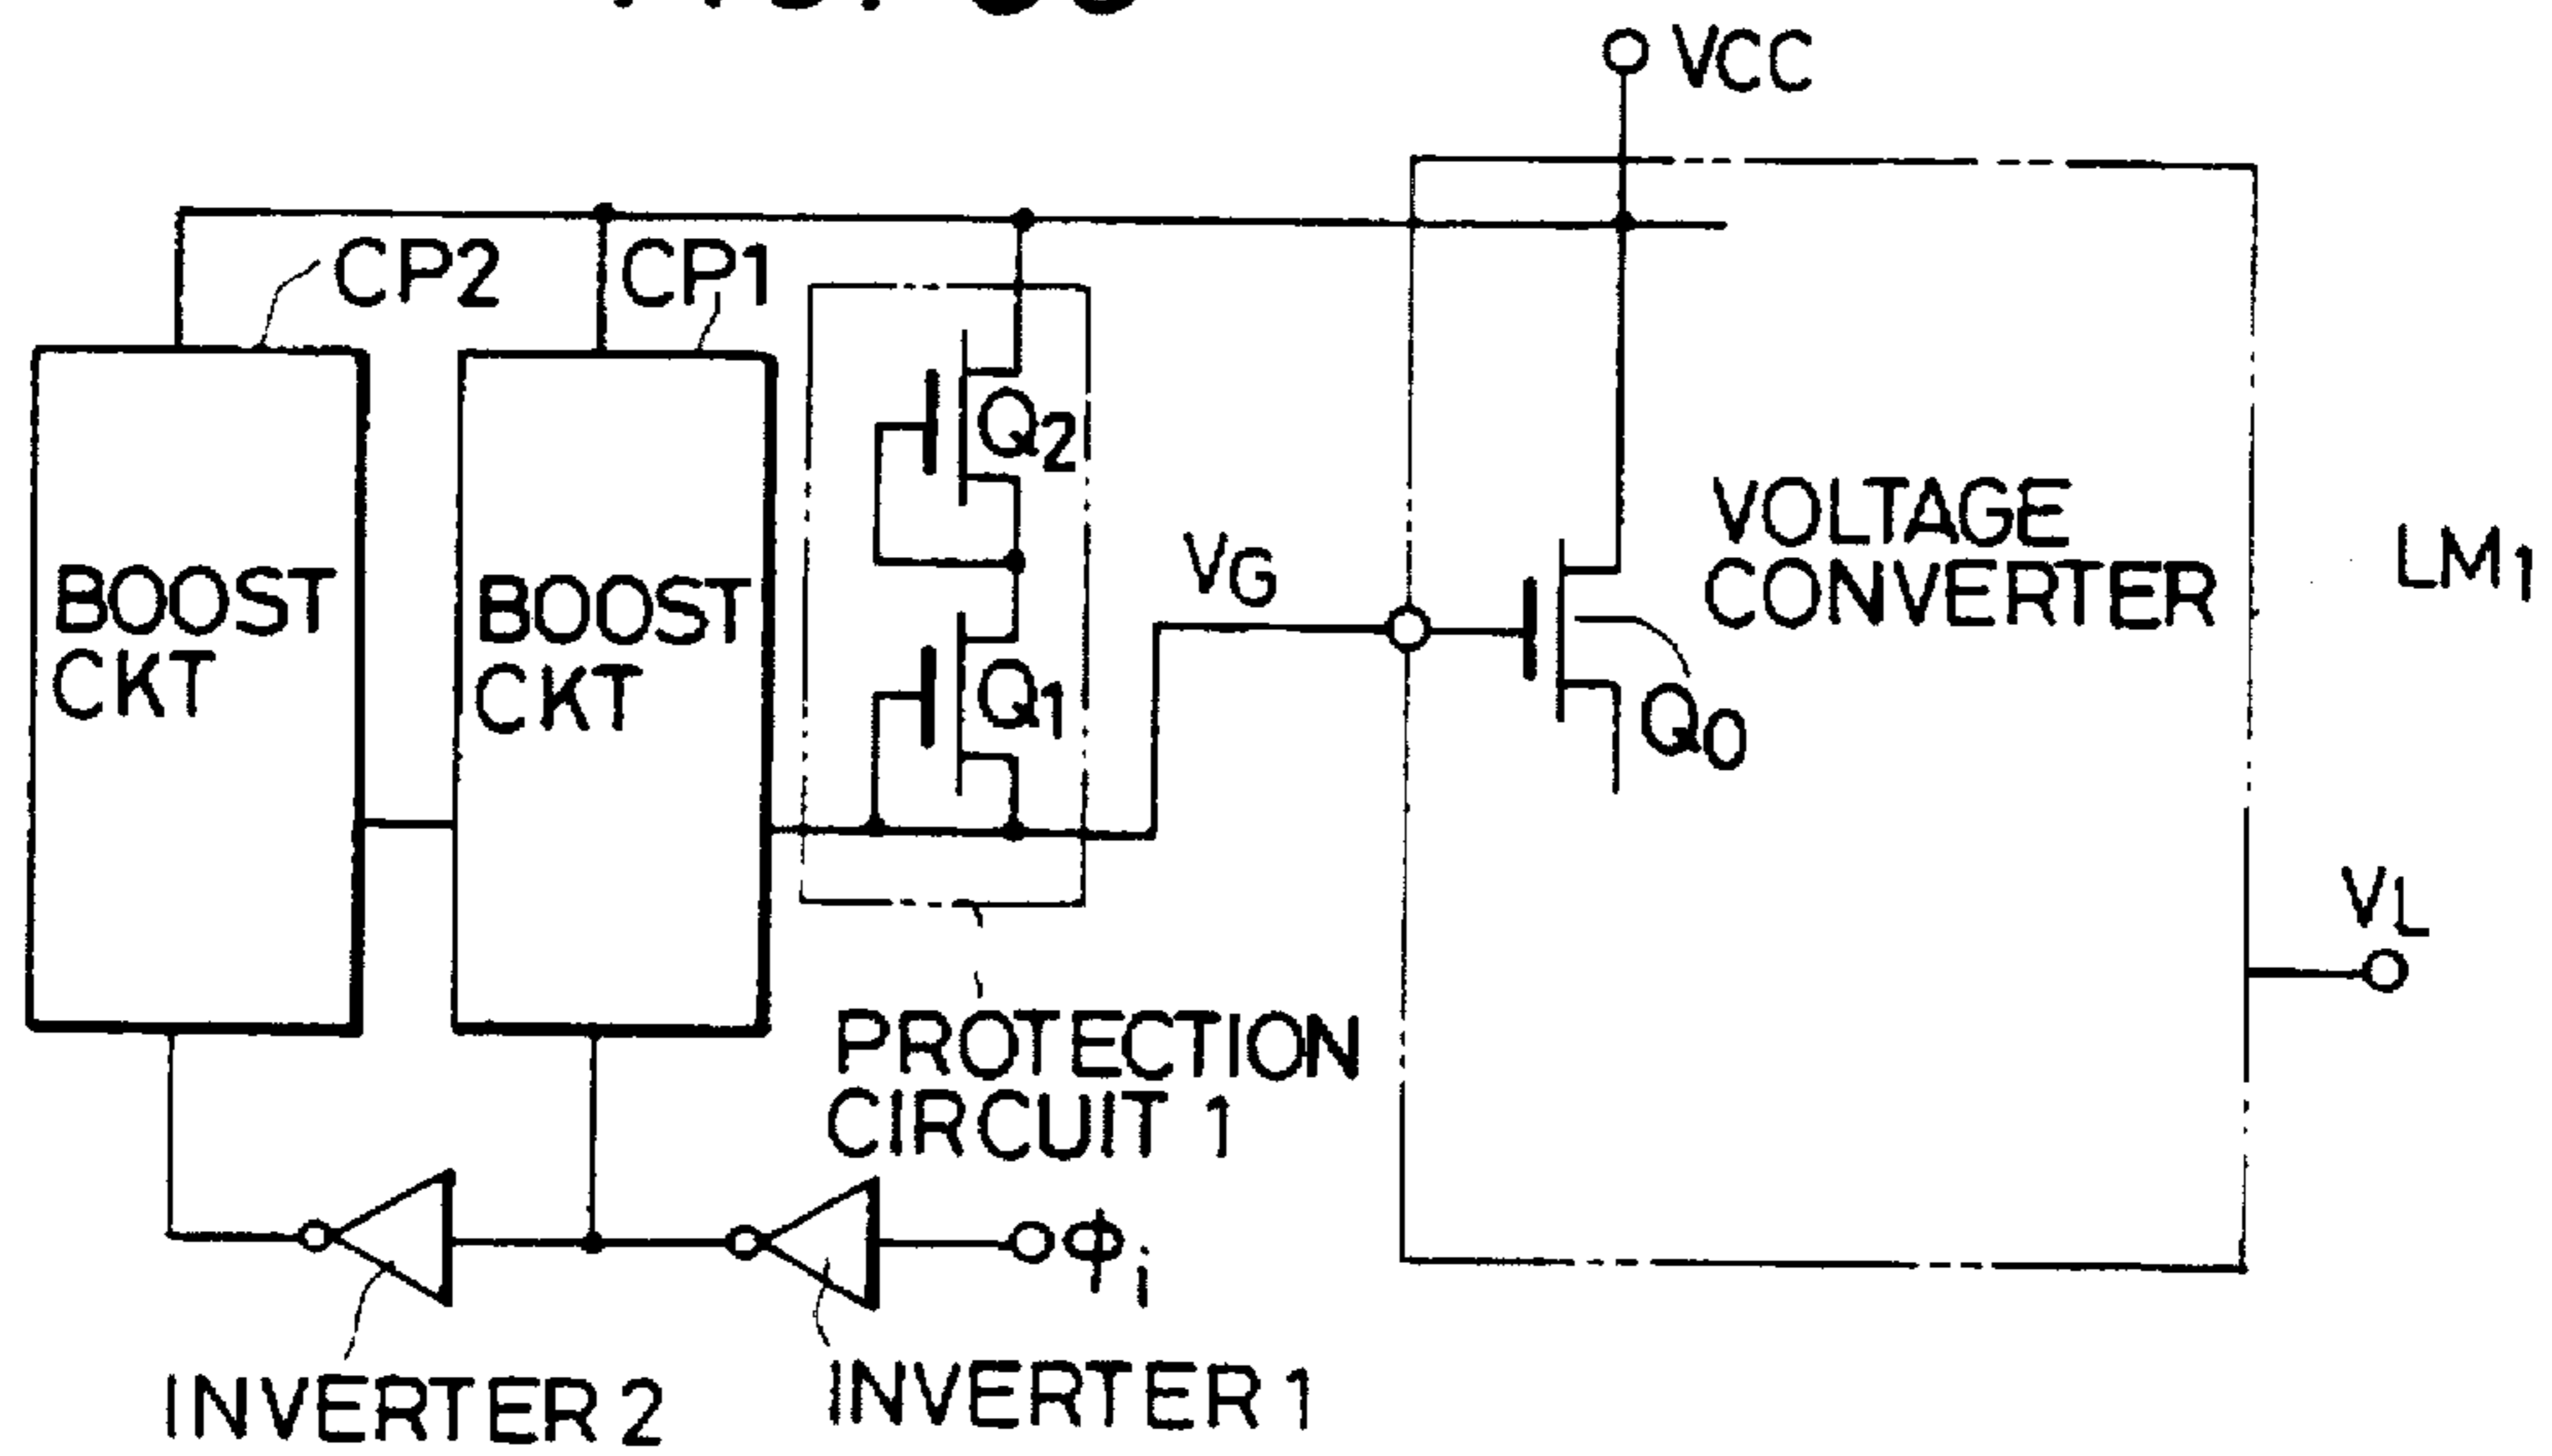 VCC
CP2
CP1
Q2
BOOST
CKT
BOOST
CKT
Q1
VG
VOLTAGE
CONVERTER
Q0
LM1
VL
PROTECTION
CIRCUIT 1
Φi
INVERTER 2
INVERTER 1